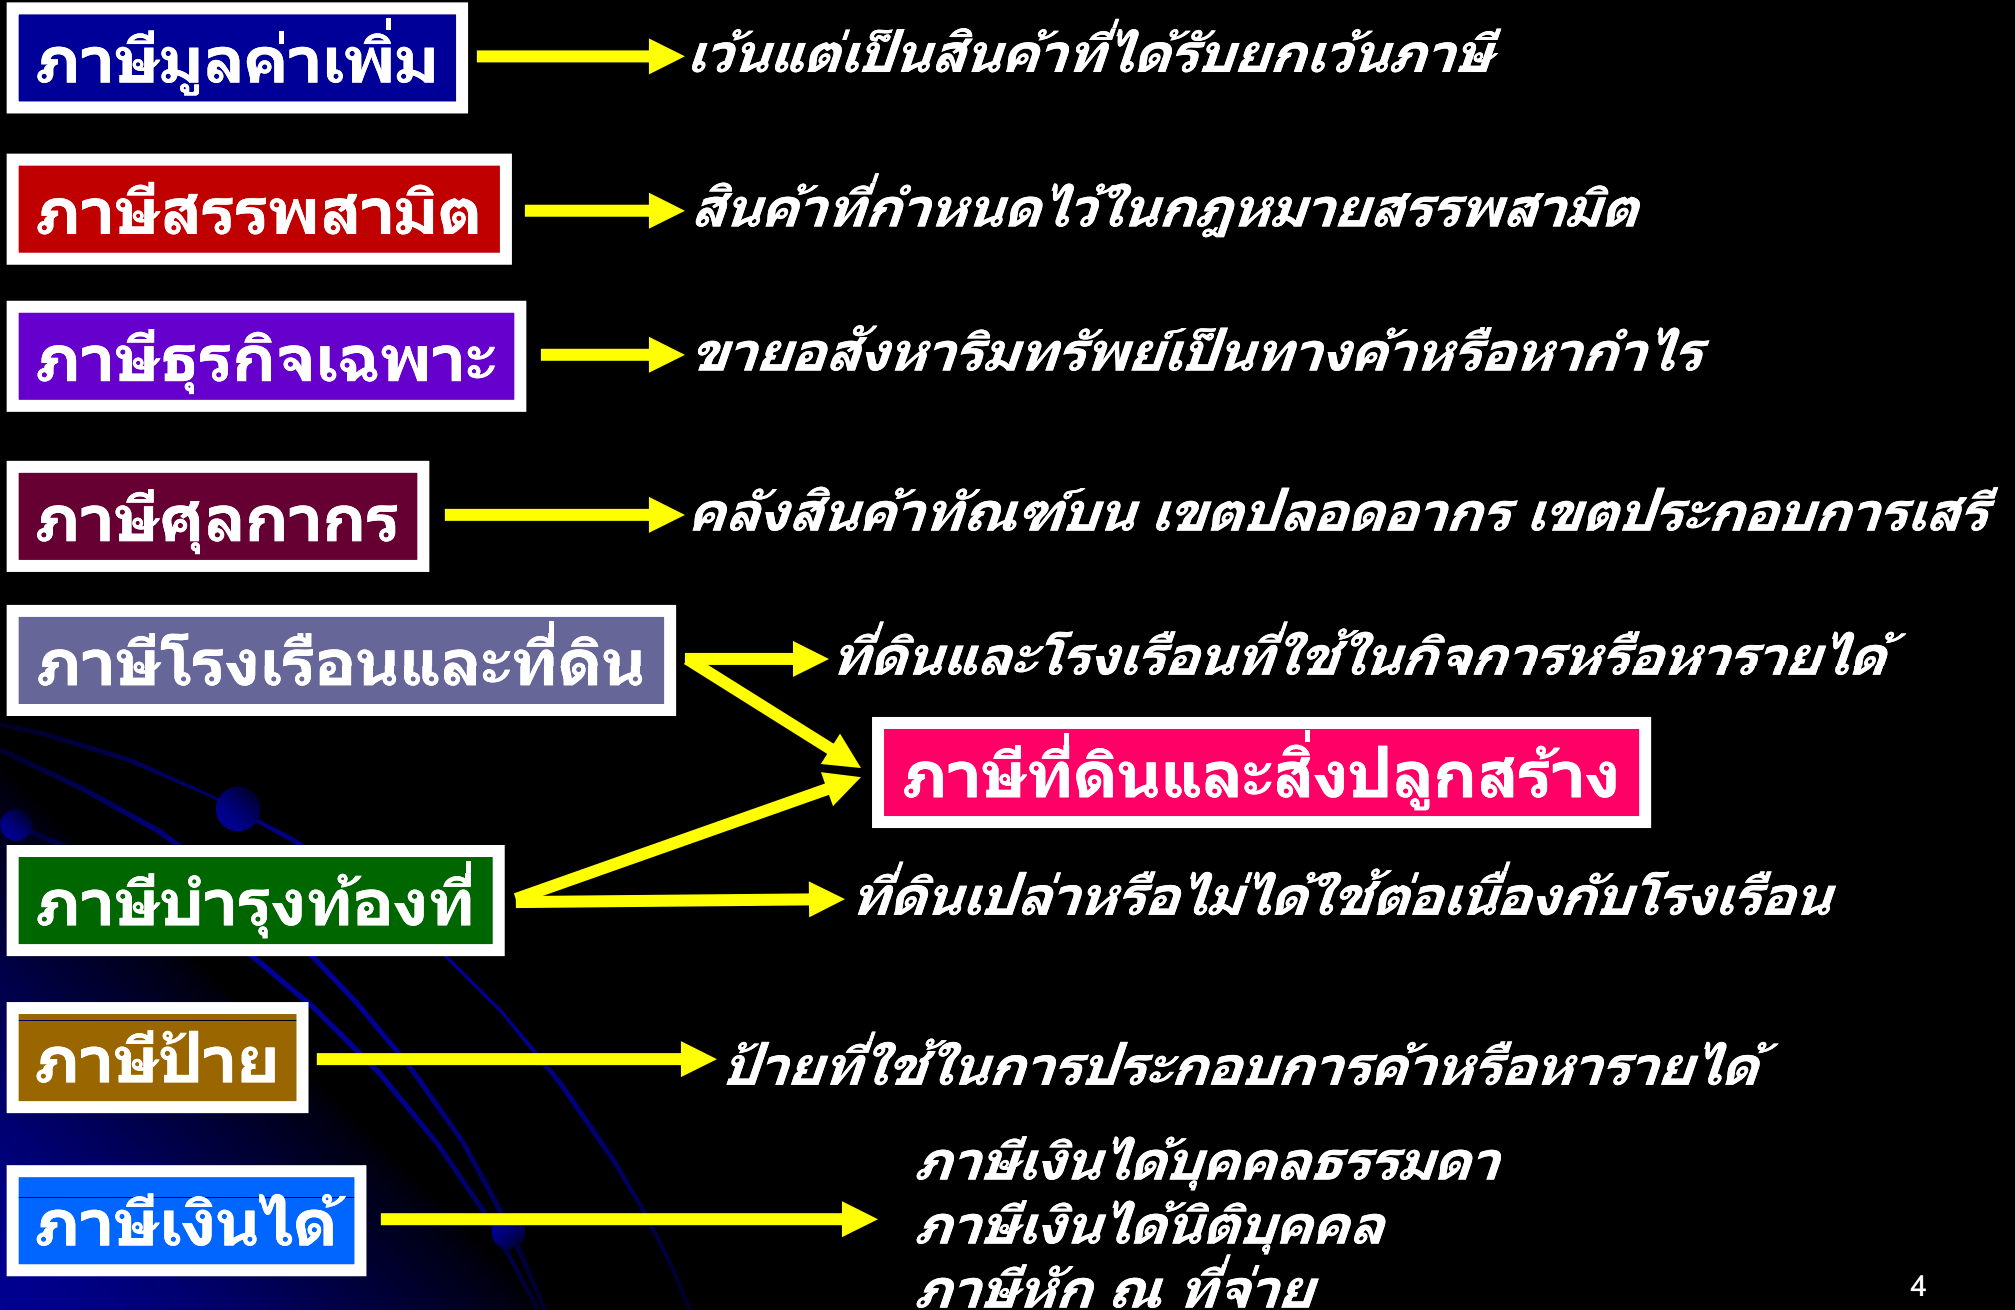 ภาษีมูลค่าเพิ่ม
เว้นแต่เป็นสินค้าที่ได้รับยกเว้นภาษี
ภาษีสรรพสามิต
สินค้าที่กำหนดไว้ในกฎหมายสรรพสามิต
ภาษีธุรกิจเฉพาะ
ขายอสังหาริมทรัพย์เป็นทางค้าหรือหากำไร
ภาษีศุลกากร
คลังสินค้าทัณฑ์บน เขตปลอดอากร เขตประกอบการเสรี
ภาษีโรงเรือนและที่ดิน
ที่ดินและโรงเรือนที่ใช้ในกิจการหรือหารายได้
ภาษีที่ดินและสิ่งปลูกสร้าง
ภาษีบำรุงท้องที่
ที่ดินเปล่าหรือไม่ได้ใช้ต่อเนื่องกับโรงเรือน
ภาษีป้าย
ป้ายที่ใช้ในการประกอบการค้าหรือหารายได้
ภาษีเงินได้
ภาษีเงินได้บุคคลธรรมดา
ภาษีเงินได้นิติบุคคล
ภาษีหัก ณ ที่จ่าย
4